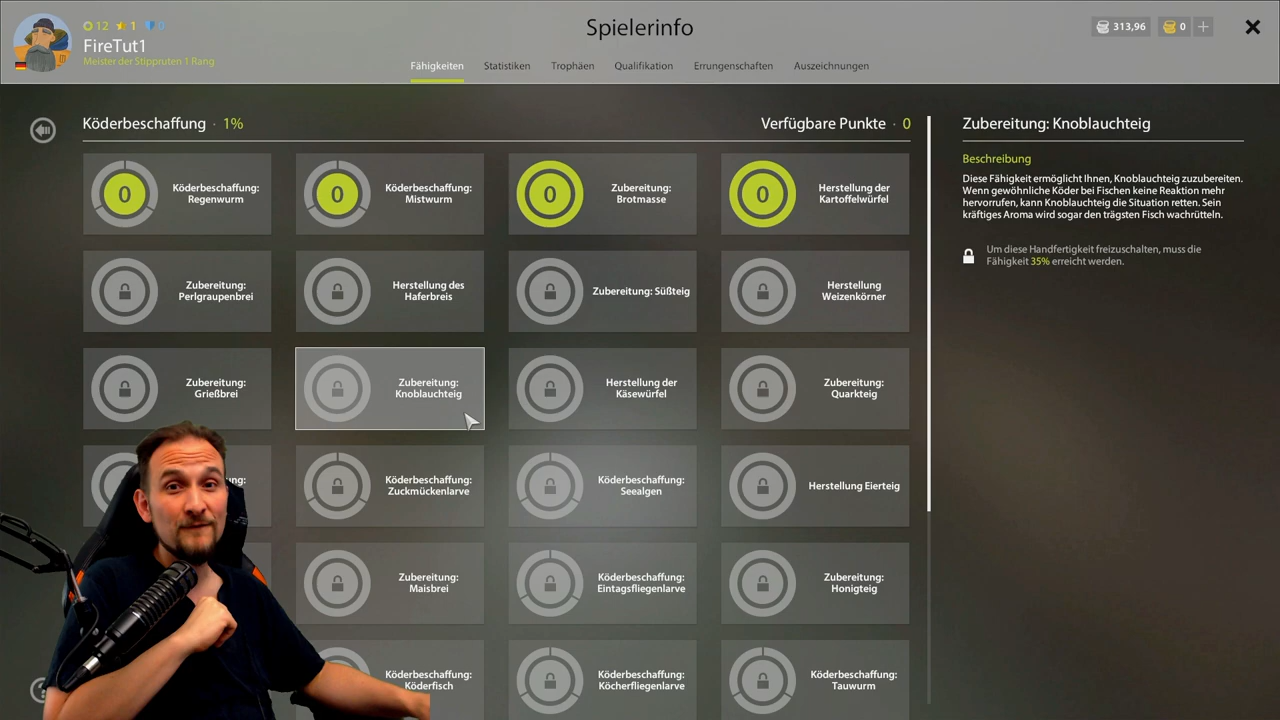 12 1 0
FireTut1
Meister der Stippruten 1 Rang
Spielerinfo
313,96 0
Fähigkeiten Statistiken Trophäen Qualifikation Errungenschaften Auszeichnungen
Köderbeschaffung · 1%
Verfügbare Punkte · 0
0 Köderbeschaffung:
Regenwurm
0 Köderbeschaffung:
Mistwurm
0 Zubereitung:
Brotmasse
0 Herstellung der
Kartoffelwürfel
Zubereitung:
Perlgraupenbrei
Herstellung des
Haferbreis
Zubereitung: Süßteig
Herstellung
Weizenkörner
Zubereitung:
Grießbrei
Zubereitung:
Knoblauchteig
Herstellung der
Käsewürfel
Zubereitung:
Quarkteig
Köderbeschaffung:
Zuckmückenlarve
Köderbeschaffung:
Seealgen
Herstellung Eierteig
Zubereitung:
Maisbrei
Köderbeschaffung:
Eintagsfliegenlarve
Zubereitung:
Honigteig
Köderbeschaffung:
Köderfisch
Köderbeschaffung:
Köcherfliegenlarve
Köderbeschaffung:
Tauwurm
Zubereitung: Knoblauchteig
Beschreibung
Diese Fähigkeit ermöglicht Ihnen, Knoblauchteig zuzubereiten.
Wenn gewöhnliche Köder bei Fischen keine Reaktion mehr
hervorrufen, kann Knoblauchteig die Situation retten. Sein
kräftiges Aroma wird sogar den trägsten Fisch wachrütteln.
Um diese Handfertigkeit freizuschalten, muss die
Fähigkeit 35% erreicht werden.